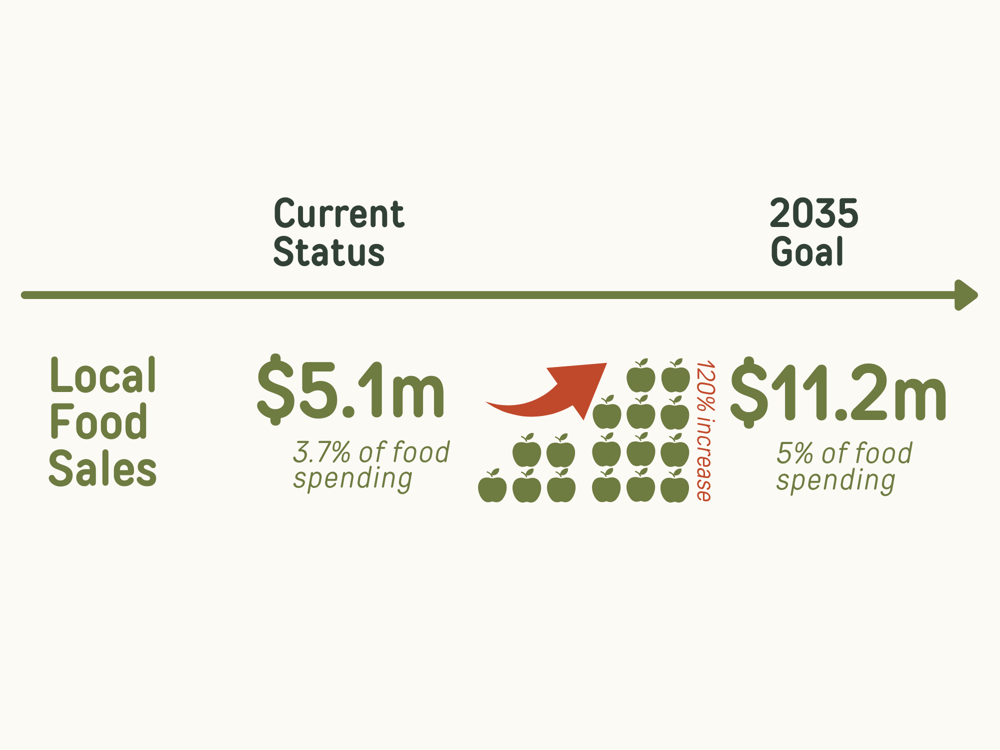 Current
Status
2035
Goal
Local
Food
Sales
$5.1m
3.7% of food
spending
120% increase
$11.2m
5% of food
spending